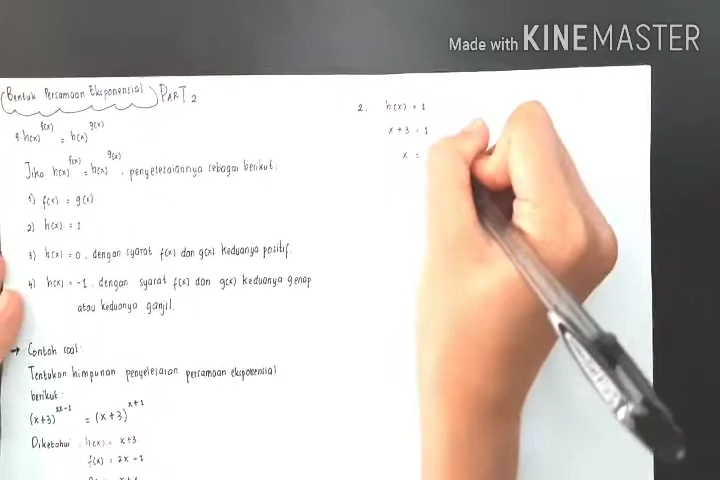 Made with KINEMASTER
Bentuk Persamaan Eksponensial PART 2
4. h(x)^f(x) = h(x)^g(x)
Jika h(x)^f(x) = h(x)^g(x), penyelesaiannya sebagai berikut.
1) f(x) = g(x)
2) h(x) = 1
3) h(x) = 0, dengan syarat f(x) dan g(x) keduanya positif.
4) h(x) = -1, dengan syarat f(x) dan g(x) keduanya genap
atau keduanya ganjil.
→ Contoh soal:
Tentukan himpunan penyelesaian persamaan eksponensial
berikut:
(x+3)^2x-1 = (x+3)^x+1
Diketahui: h(x) = x+3
f(x) = 2x - 1
2. h(x) = 1
x + 3 = 1
x =